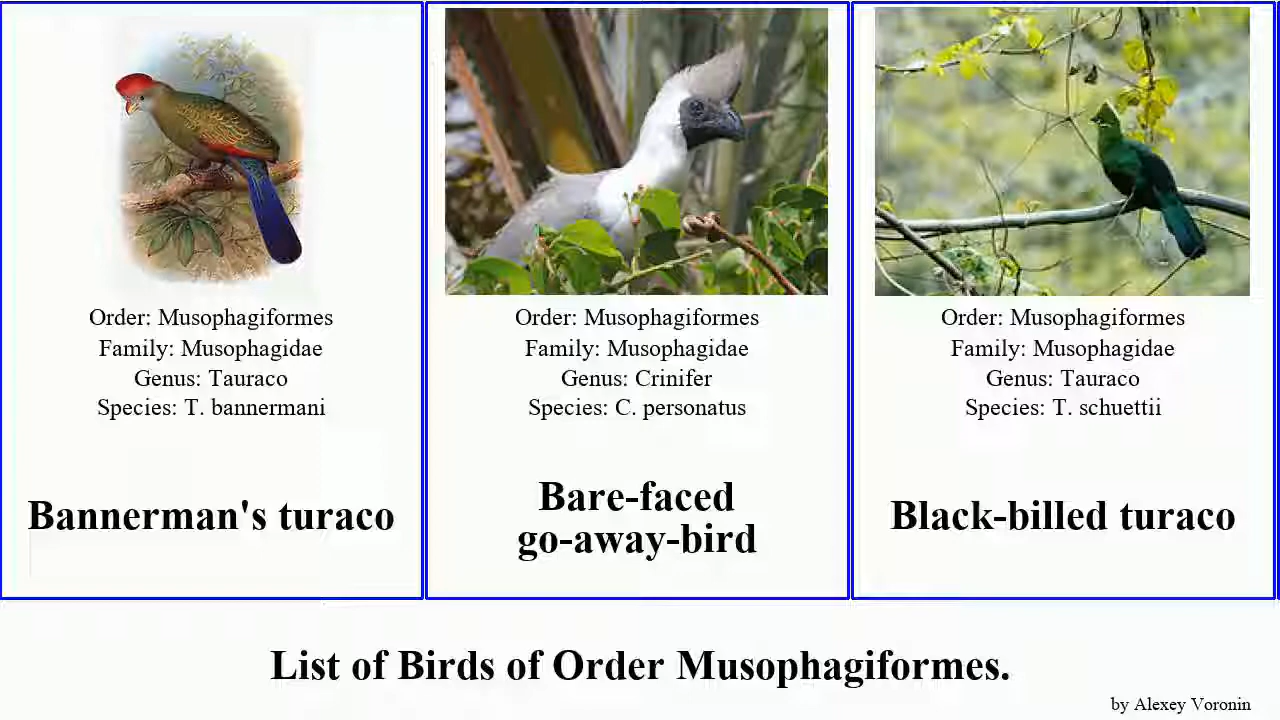 Order: Musophagiformes
Family: Musophagidae
Genus: Tauraco
Species: T. bannermani
Bannerman's turaco
Order: Musophagiformes
Family: Musophagidae
Genus: Crinifer
Species: C. personatus
Bare-faced
go-away-bird
Order: Musophagiformes
Family: Musophagidae
Genus: Tauraco
Species: T. schuettii
Black-billed turaco
List of Birds of Order Musophagiformes.
by Alexey Voronin